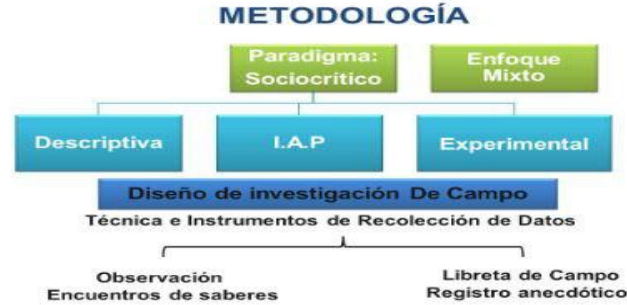 METODOLOGÍA
Paradigma:
Sociocrítico
Enfoque
Mixto
Descriptiva
I.A.P
Experimental
Diseño de investigación De Campo
Técnica e Instrumentos de Recolección de Datos
Observación
Encuentros de saberes
Libreta de Campo
Registro anecdótico